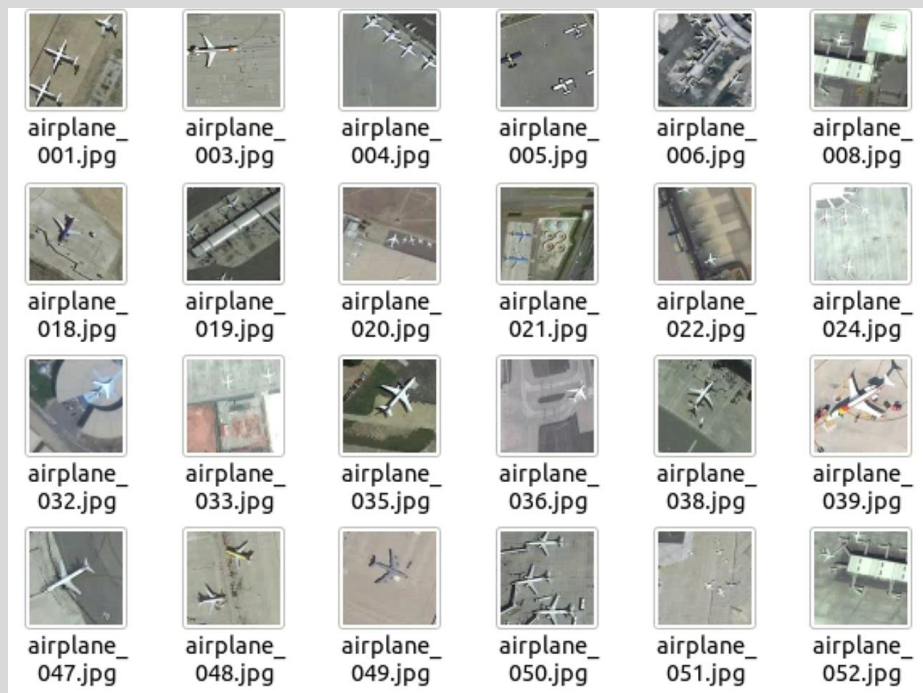 airplane_ airplane_ airplane_ airplane_ airplane_ airplane_
001.jpg 003.jpg 004.jpg 005.jpg 006.jpg 008.jpg
airplane_ airplane_ airplane_ airplane_ airplane_ airplane_
018.jpg 019.jpg 020.jpg 021.jpg 022.jpg 024.jpg
airplane_ airplane_ airplane_ airplane_ airplane_ airplane_
032.jpg 033.jpg 035.jpg 036.jpg 038.jpg 039.jpg
airplane_ airplane_ airplane_ airplane_ airplane_ airplane_
047.jpg 048.jpg 049.jpg 050.jpg 051.jpg 052.jpg